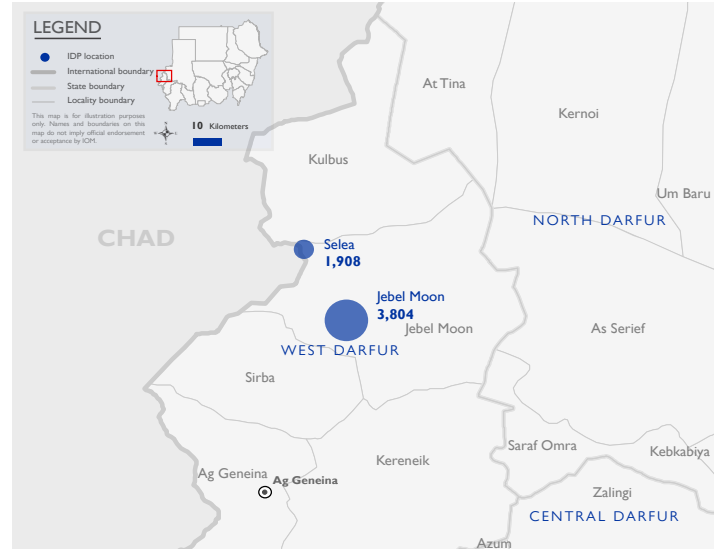 LEGEND
IDP location
International boundary
State boundary
Locality boundary
This map is for illustration purposes
only. Names and boundaries on this
map do not imply official endorsement
or acceptance by IOM.
10 Kilometers
At Tina
Kernoi
Kulbus
Um Baru
NORTH DARFUR
CHAD
Selea
1,908
Jebel Moon
3,804
Jebel Moon
As Serief
WEST DARFUR
Sirba
Saraf Omra
Kebkabiya
Kereneik
Ag Geneina
Ag Geneina
Zalingi
CENTRAL DARFUR
Azum